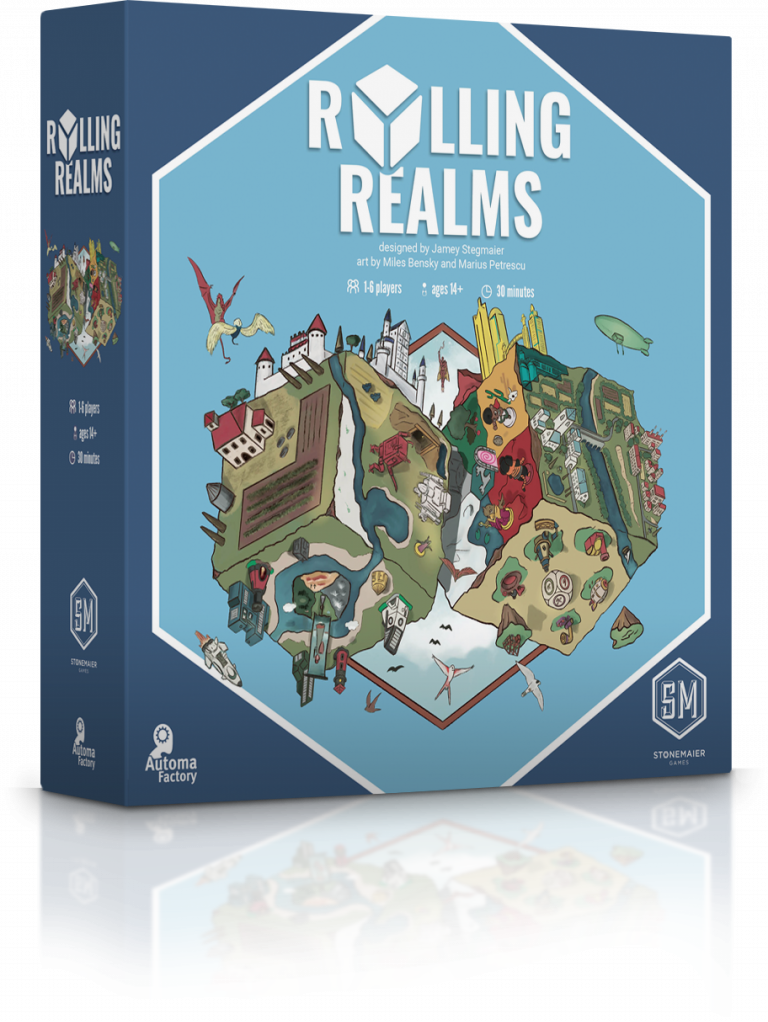 ROLLING
REALMS
designed by Jamey Stegmaier
art by Miles Bensky and Marius Petrescu
1-6 players ages 14+ 30 minutes
SM
STONEMAIER
GAMES
Automa
Factory
ROLLING
REALMS
1-6 players
ages 14+
30 minutes
SM
STONEMAIER
GAMES
Automa
Factory